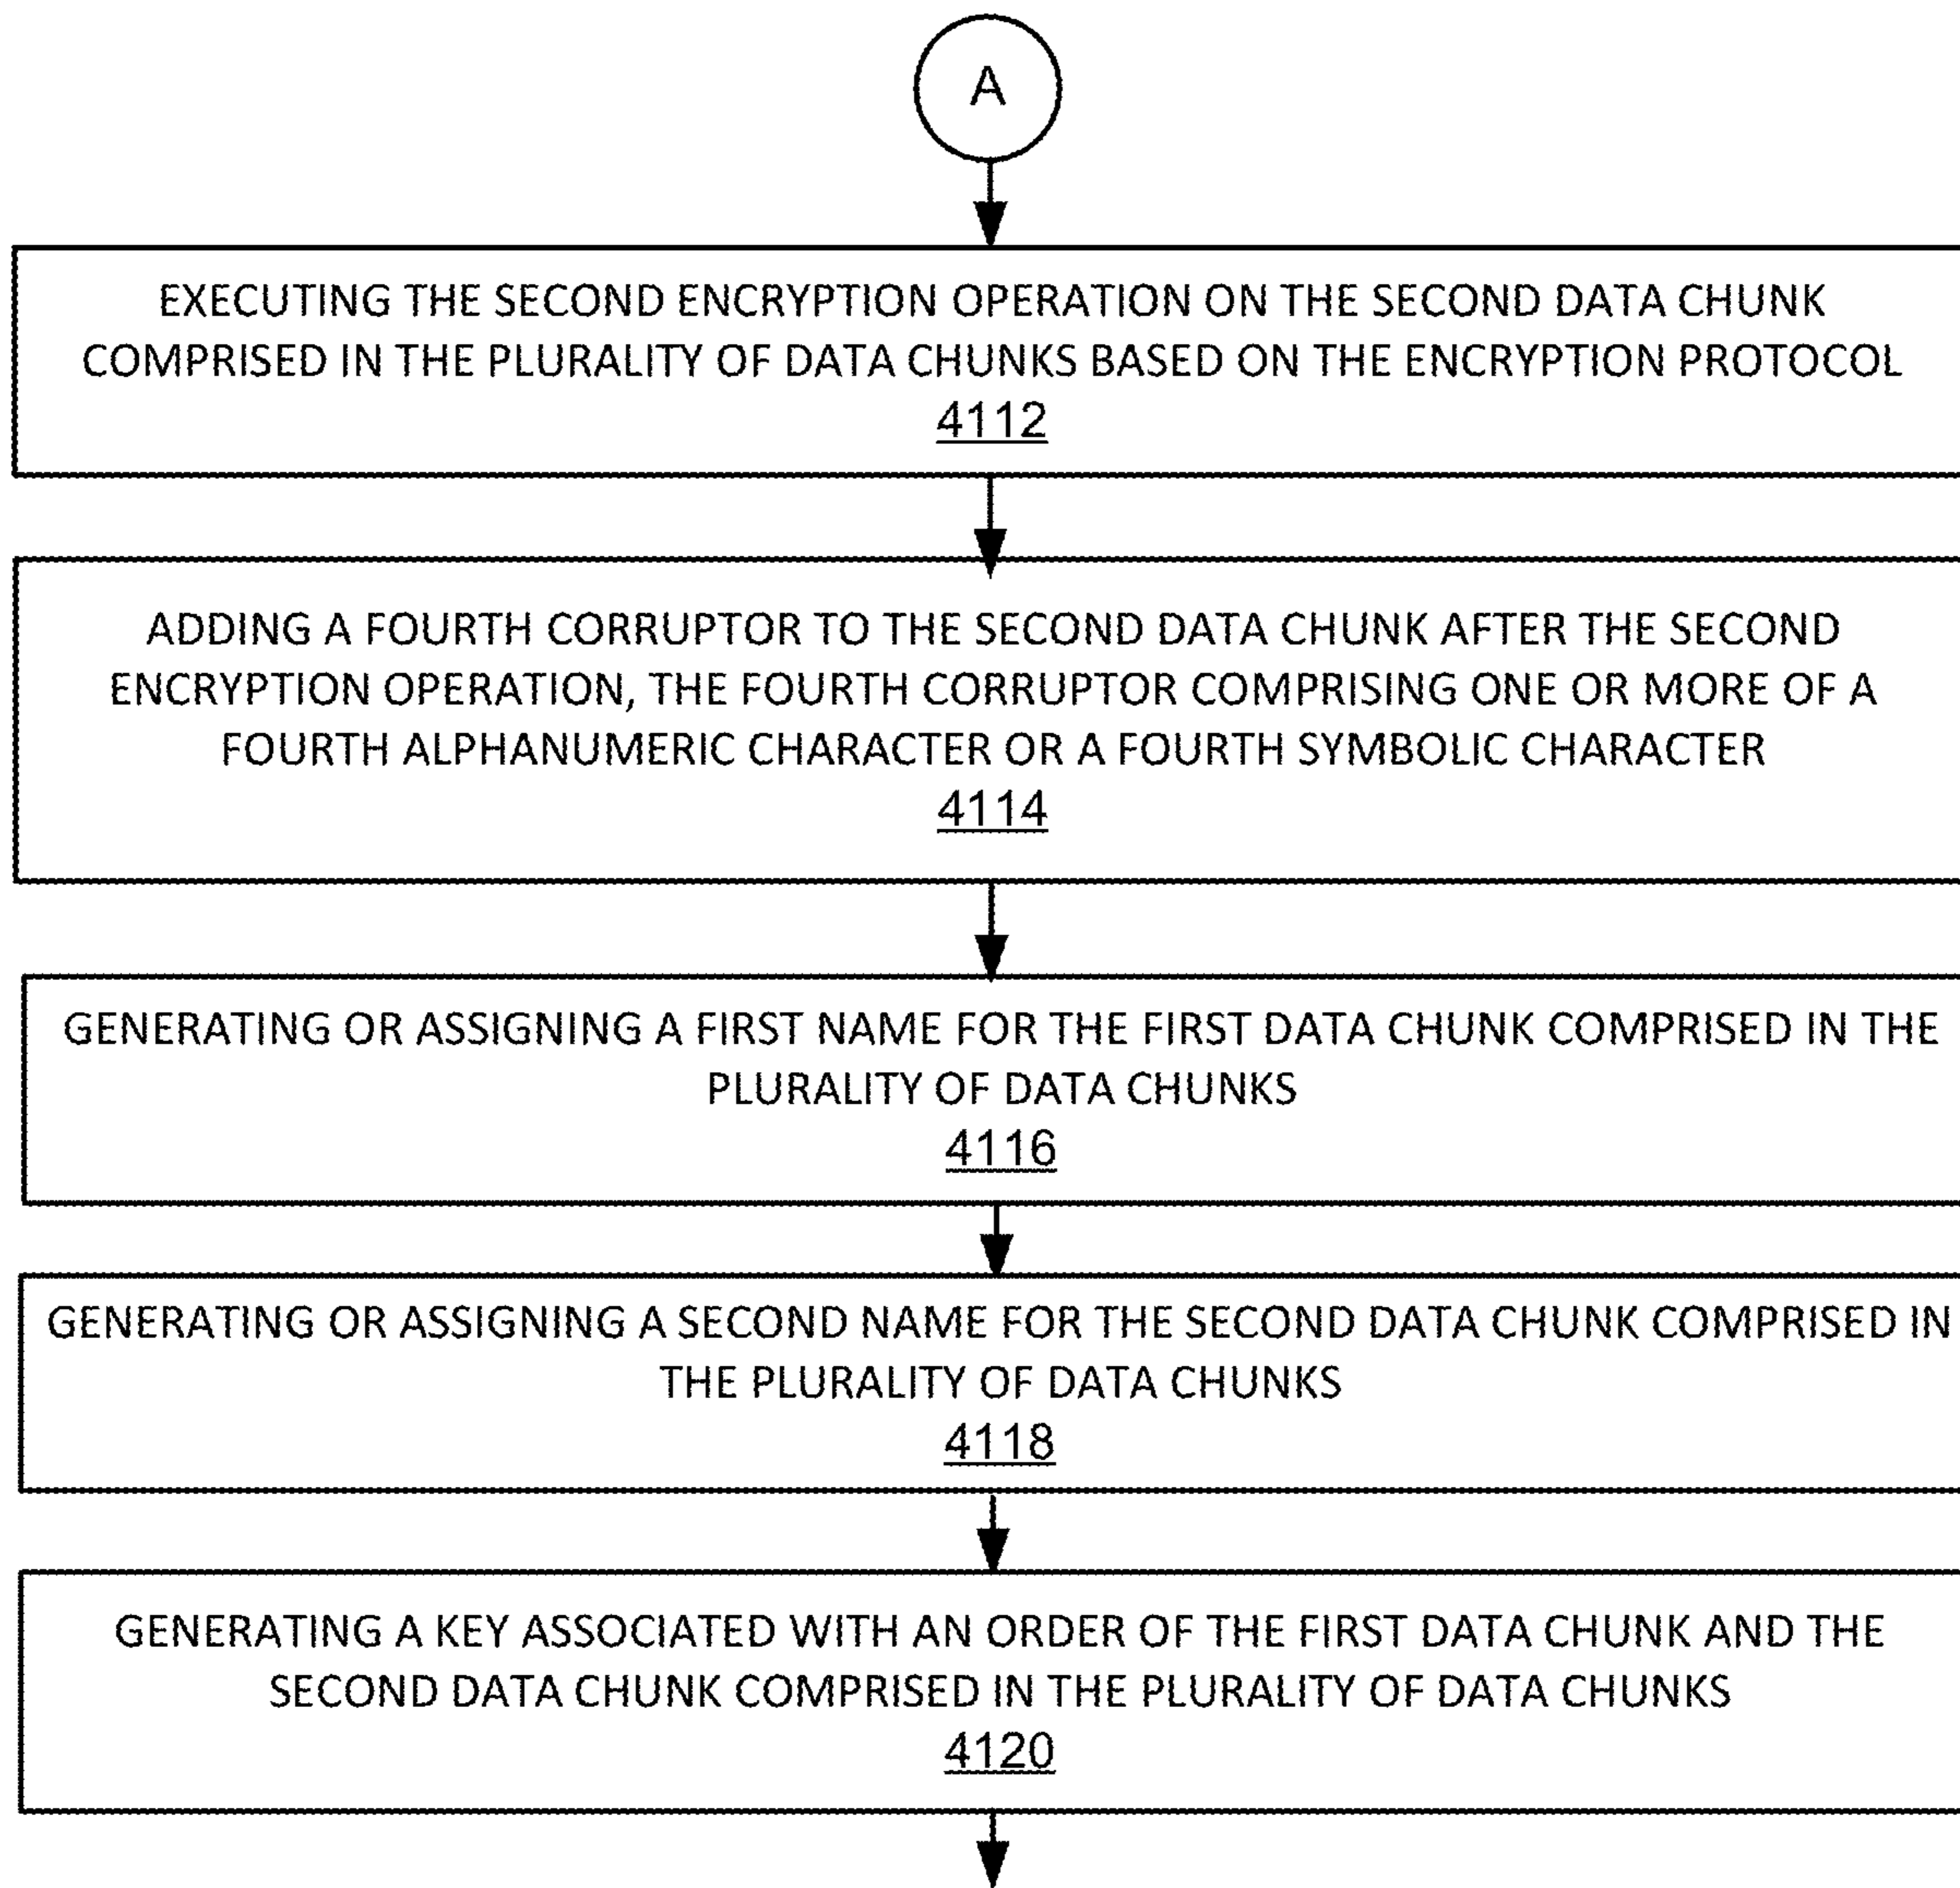 A
EXECUTING THE SECOND ENCRYPTION OPERATION ON THE SECOND DATA CHUNK
COMPRISED IN THE PLURALITY OF DATA CHUNKS BASED ON THE ENCRYPTION PROTOCOL
4112
ADDING A FOURTH CORRUPTOR TO THE SECOND DATA CHUNK AFTER THE SECOND
ENCRYPTION OPERATION, THE FOURTH CORRUPTOR COMPRISING ONE OR MORE OF A
FOURTH ALPHANUMERIC CHARACTER OR A FOURTH SYMBOLIC CHARACTER
4114
GENERATING OR ASSIGNING A FIRST NAME FOR THE FIRST DATA CHUNK COMPRISED IN THE
PLURALITY OF DATA CHUNKS
4116
GENERATING OR ASSIGNING A SECOND NAME FOR THE SECOND DATA CHUNK COMPRISED IN
THE PLURALITY OF DATA CHUNKS
4118
GENERATING A KEY ASSOCIATED WITH AN ORDER OF THE FIRST DATA CHUNK AND THE
SECOND DATA CHUNK COMPRISED IN THE PLURALITY OF DATA CHUNKS
4120